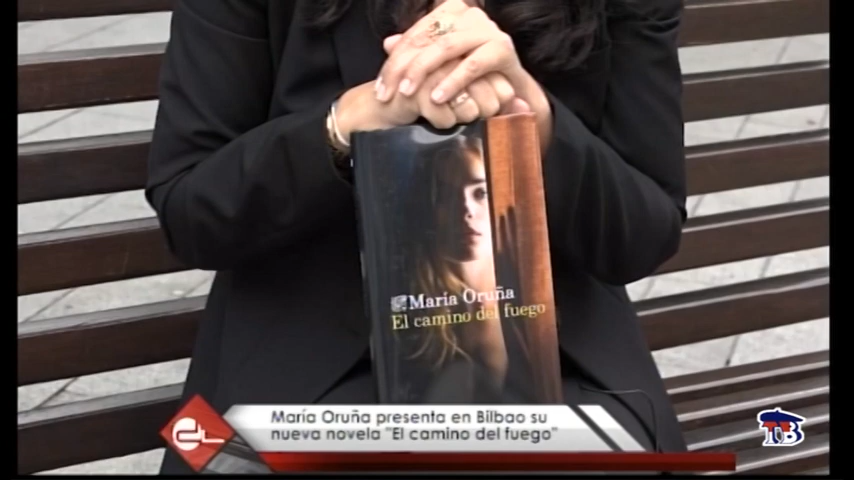 María Oruña
El camino del fuego
María Oruña presenta en Bilbao su
nueva novela "El camino del fuego"
TB